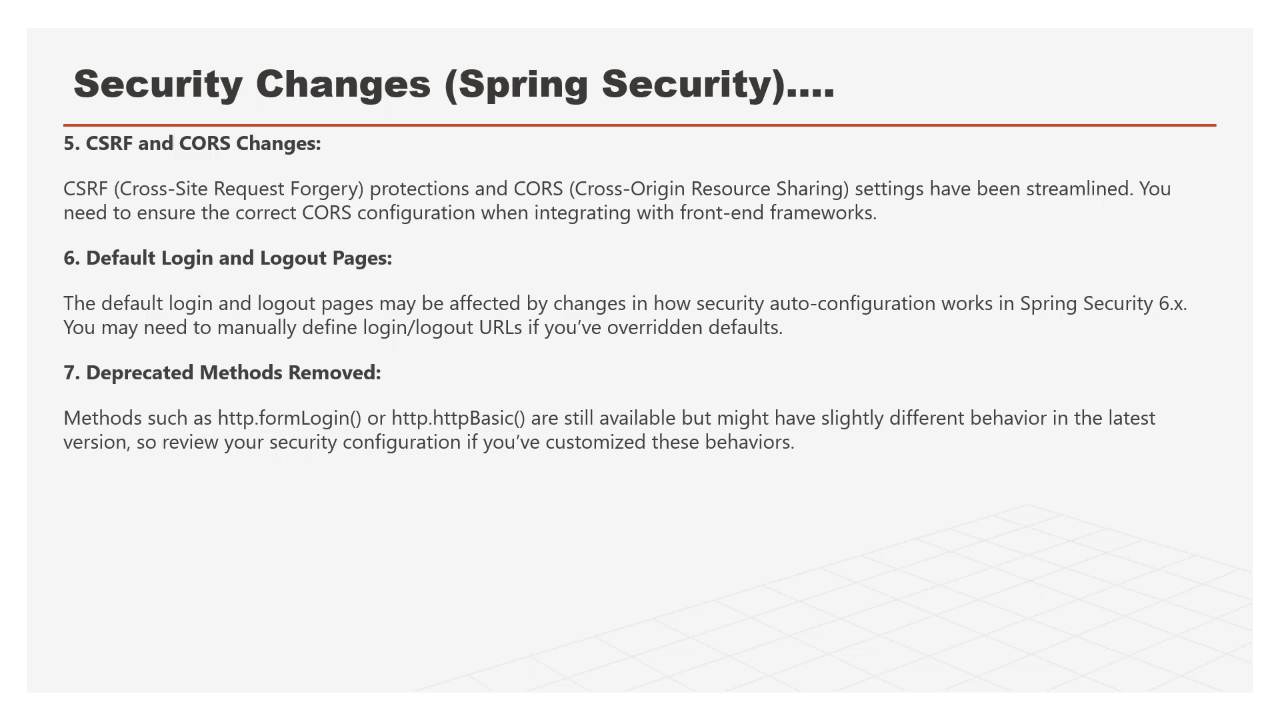 Security Changes (Spring Security)....
5. CSRF and CORS Changes:
CSRF (Cross-Site Request Forgery) protections and CORS (Cross-Origin Resource Sharing) settings have been streamlined. You
need to ensure the correct CORS configuration when integrating with front-end frameworks.
6. Default Login and Logout Pages:
The default login and logout pages may be affected by changes in how security auto-configuration works in Spring Security 6.x.
You may need to manually define login/logout URLs if you’ve overridden defaults.
7. Deprecated Methods Removed:
Methods such as http.formLogin() or http.httpBasic() are still available but might have slightly different behavior in the latest
version, so review your security configuration if you’ve customized these behaviors.